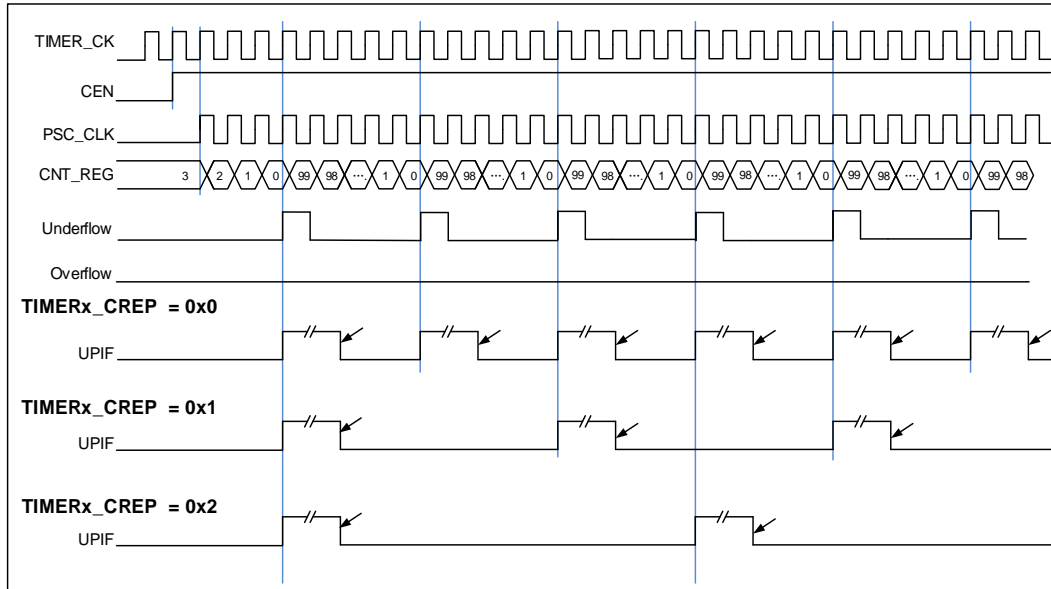 TIMER_CK
CEN
PSC_CLK
CNT_REG 3 2 1 0 99 98 .... 1 0 99 98 .... 1 0 99 98 .... 1 0 99 98 .... 1 0 99 98 .... 1 0 99 98
Underflow
Overflow
TIMERx_CREP = 0x0
UPIF
TIMERx_CREP = 0x1
UPIF
TIMERx_CREP = 0x2
UPIF